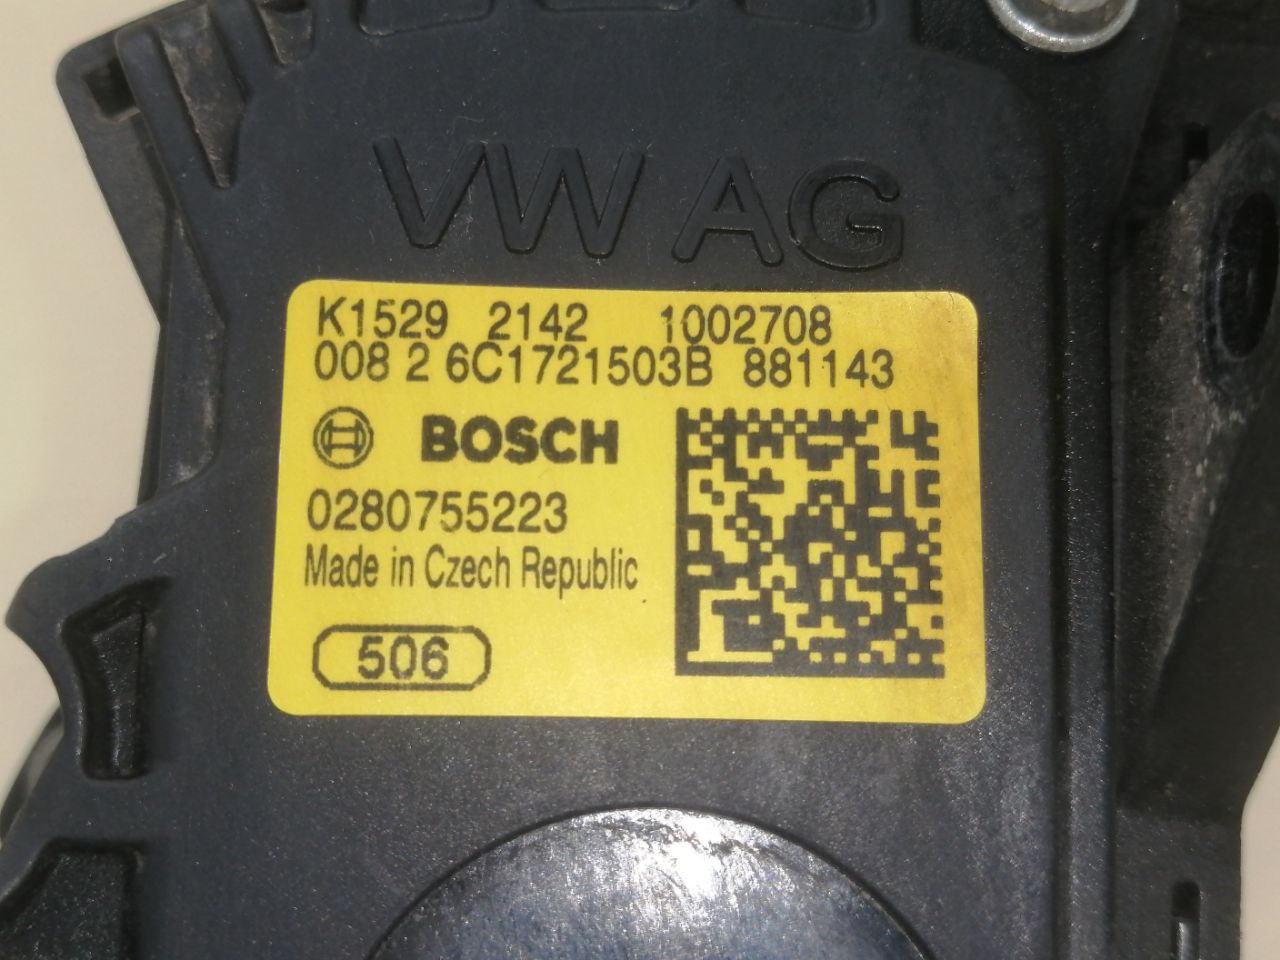 VW AG
K1529 2142 1002708
008 2 6C1721503B 881143
BOSCH
0280755223
Made in Czech Republic
506